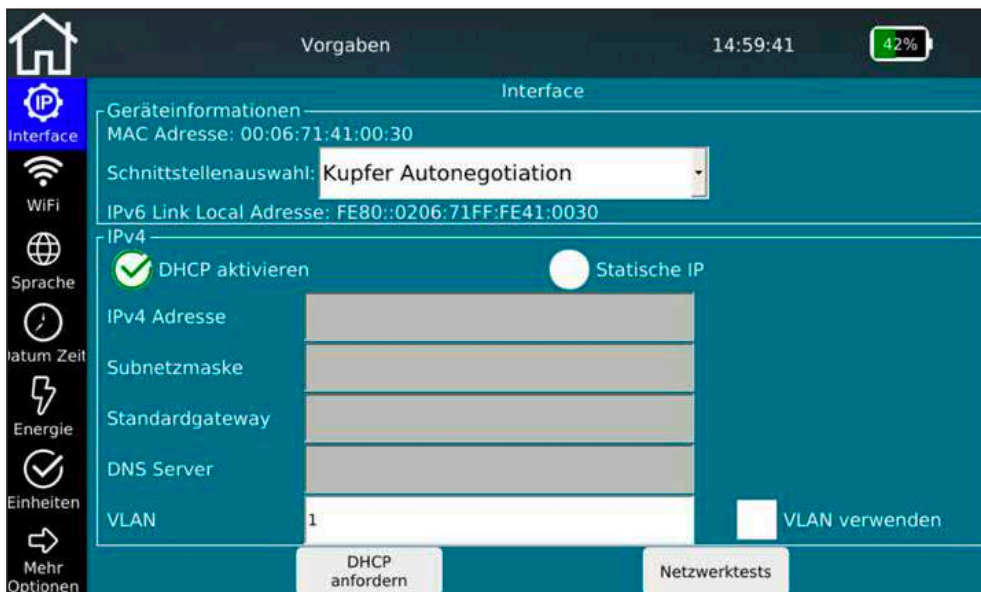 Vorgaben 14:59:41 42%
IP
Interface
WiFi
Sprache
atum Zeit
Energie
Einheiten
Mehr
Optionen
Interface
Geräteinformationen
MAC Adresse: 00:06:71:41:00:30
Schnittstellenauswahl: Kupfer Autonegotiation
IPv6 Link Local Adresse: FE80::0206:71FF:FE41:0030
IPv4
DHCP aktivieren Statische IP
IPv4 Adresse
Subnetzmaske
Standardgateway
DNS Server
VLAN 1 VLAN verwenden
DHCP
anfordern
Netzwerktests